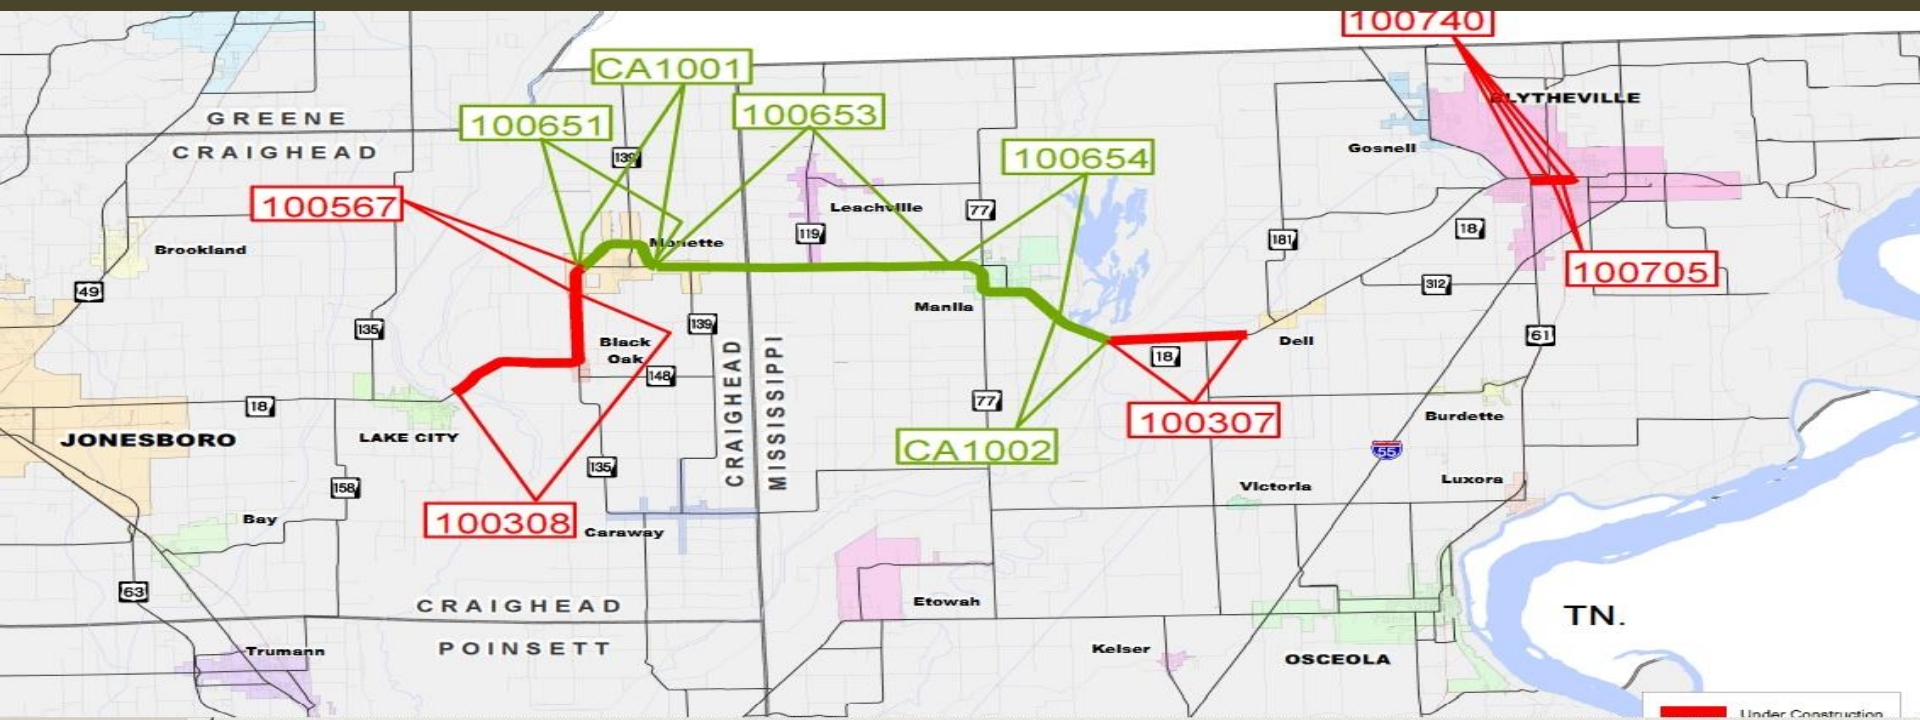 100740
CA1001
BLYTHEVILLE
GREENE
100651
100653
CRAIGHEAD
139
100654
Gosnell
100567
Leachville
77
119
18
Brookland
Monette
181
100705
49
312
Manila
135
139
61
Black
Oak
Dell
18
148
CRAIGHEAD
MISSISSIPPI
77
18
100307
Burdette
JONESBORO
LAKE CITY
CA1002
55
135
158
Victoria
Luxora
Bay
100308
Caraway
63
CRAIGHEAD
Etowah
TN.
POINSETT
Trumann
Keiser
OSCEOLA
Under Construction